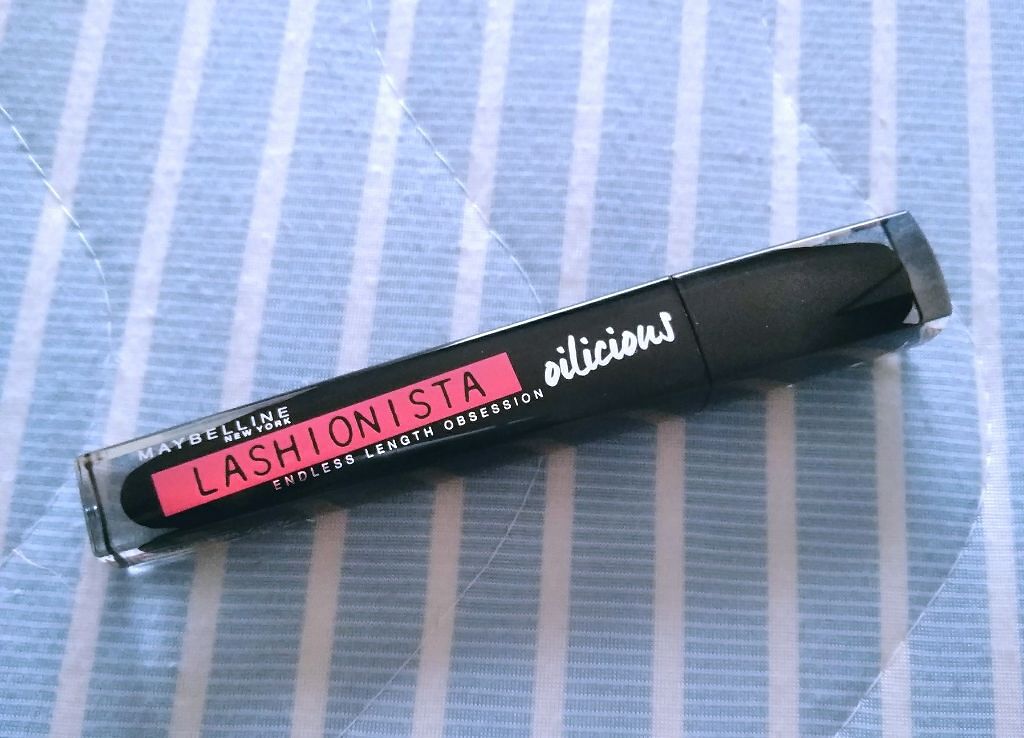 MAYBELLINE
NEW YORK
LASHIONISTA
ENDLESS LENGTH OBSESSION
oilicious